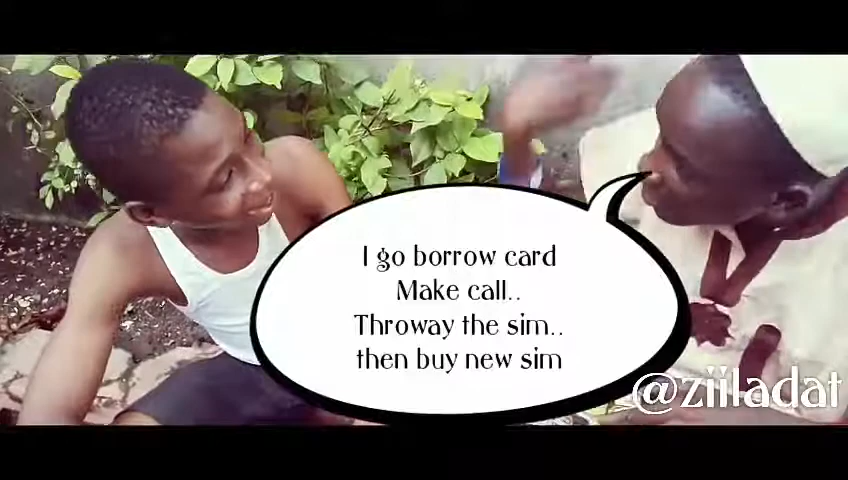 I go borrow card
Make call..
Throway the sim..
then buy new sim
@ziiladat